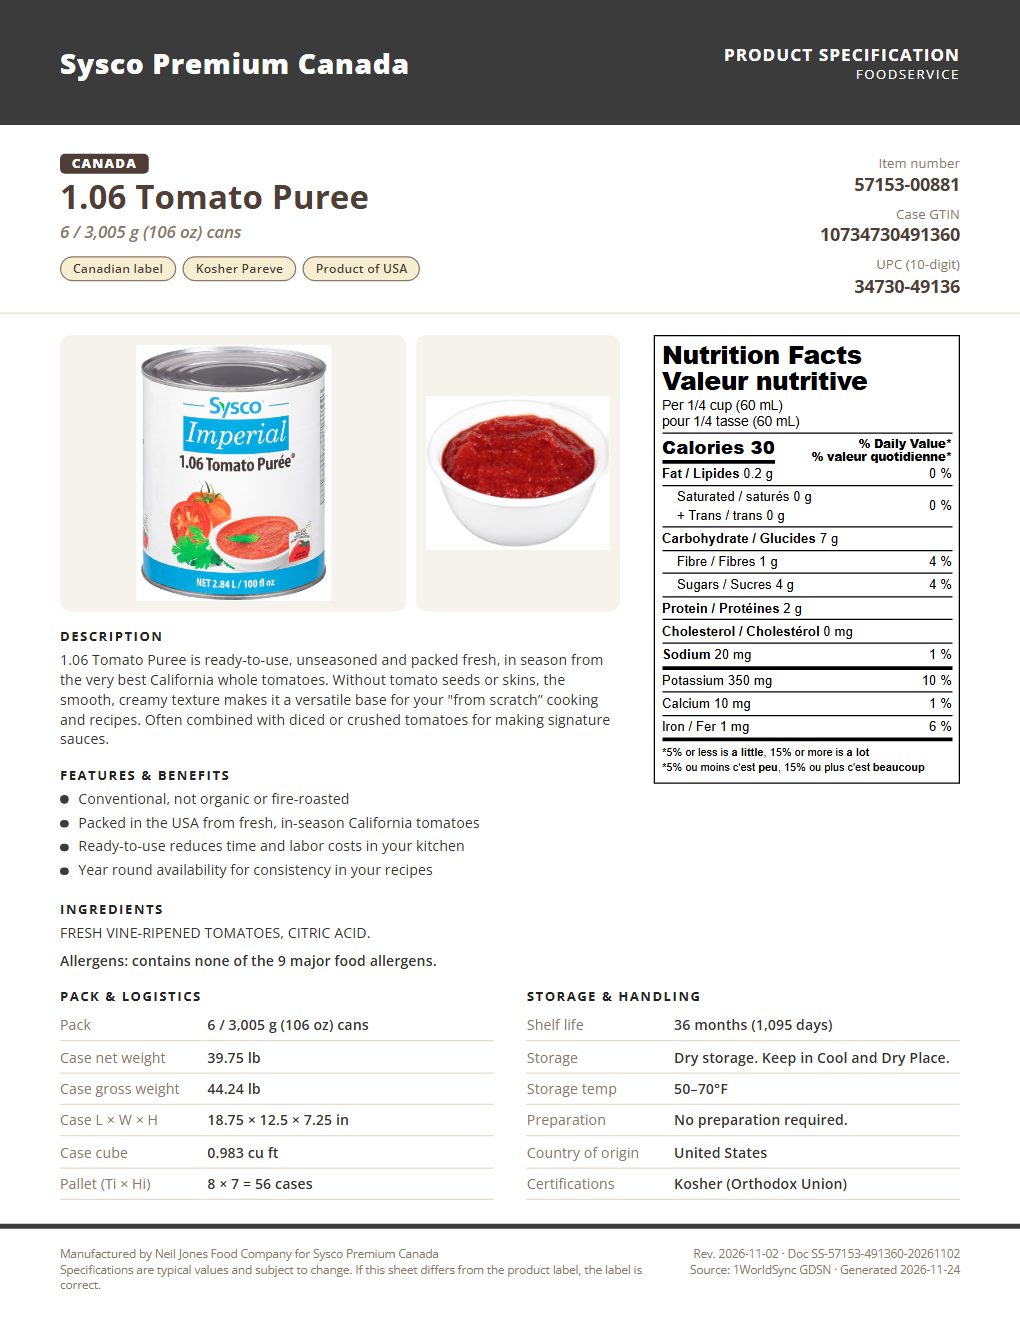 Sysco Premium Canada
PRODUCT SPECIFICATION
FOODSERVICE
CANADA
1.06 Tomato Puree
6 / 3,005 g (106 oz) cans
Canadian label
Kosher Pareve
Product of USA
Item number
57153-00881
Case GTIN
10734730491360
UPC (10-digit)
34730-49136
Sysco
Imperial
1.06 Tomato Purée®
NET 2.84 L / 100 fl oz
Nutrition Facts
Valeur nutritive
Per 1/4 cup (60 mL)
pour 1/4 tasse (60 mL)
Calories 30
% Daily Value*
% valeur quotidienne*
Fat / Lipides 0.2 g 0 %
Saturated / saturés 0 g
+ Trans / trans 0 g
0 %
Carbohydrate / Glucides 7 g
Fibre / Fibres 1 g 4 %
Sugars / Sucres 4 g 4 %
Protein / Protéines 2 g
Cholesterol / Cholestérol 0 mg
Sodium 20 mg 1 %
Potassium 350 mg 10 %
Calcium 10 mg 1 %
Iron / Fer 1 mg 6 %
*5% or less is a little, 15% or more is a lot
*5% ou moins c'est peu, 15% ou plus c'est beaucoup
DESCRIPTION
1.06 Tomato Puree is ready-to-use, unseasoned and packed fresh, in season from
the very best California whole tomatoes. Without tomato seeds or skins, the
smooth, creamy texture makes it a versatile base for your "from scratch” cooking
and recipes. Often combined with diced or crushed tomatoes for making signature
sauces.
FEATURES & BENEFITS
Conventional, not organic or fire-roasted
Packed in the USA from fresh, in-season California tomatoes
Ready-to-use reduces time and labor costs in your kitchen
Year round availability for consistency in your recipes
INGREDIENTS
FRESH VINE-RIPENED TOMATOES, CITRIC ACID.
Allergens: contains none of the 9 major food allergens.
PACK & LOGISTICS
Pack 6 / 3,005 g (106 oz) cans
Case net weight 39.75 lb
Case gross weight 44.24 lb
Case L × W × H 18.75 × 12.5 × 7.25 in
Case cube 0.983 cu ft
Pallet (Ti × Hi) 8 × 7 = 56 cases
STORAGE & HANDLING
Shelf life 36 months (1,095 days)
Storage Dry storage. Keep in Cool and Dry Place.
Storage temp 50–70°F
Preparation No preparation required.
Country of origin United States
Certifications Kosher (Orthodox Union)
Manufactured by Neil Jones Food Company for Sysco Premium Canada
Specifications are typical values and subject to change. If this sheet differs from the product label, the label is
correct.
Rev. 2026-11-02 · Doc SS-57153-491360-20261102
Source: 1WorldSync GDSN · Generated 2026-11-24